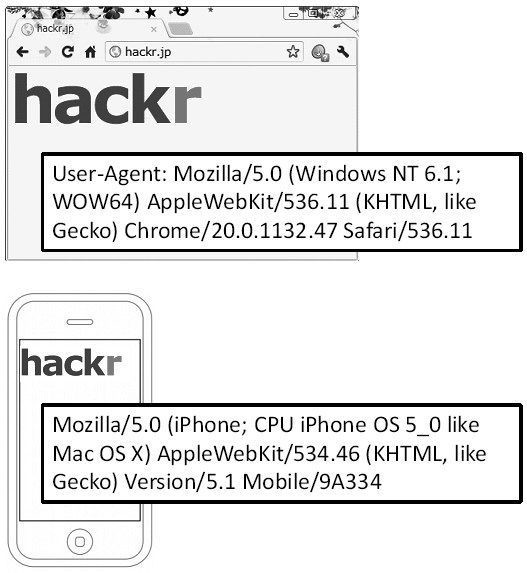 hackr.jp
hackr.jp
hackr
User-Agent: Mozilla/5.0 (Windows NT 6.1;
WOW64) AppleWebKit/536.11 (KHTML, like
Gecko) Chrome/20.0.1132.47 Safari/536.11
hackr
Mozilla/5.0 (iPhone; CPU iPhone OS 5_0 like
Mac OS X) AppleWebKit/534.46 (KHTML, like
Gecko) Version/5.1 Mobile/9A334